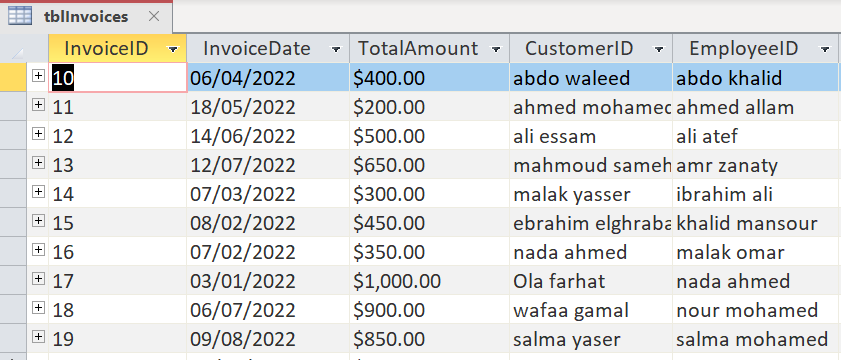 tblInvoices
InvoiceID InvoiceDate TotalAmount CustomerID EmployeeID
10 06/04/2022 $400.00 abdo waleed abdo khalid
11 18/05/2022 $200.00 ahmed mohamed ahmed allam
12 14/06/2022 $500.00 ali essam ali atef
13 12/07/2022 $650.00 mahmoud sameh amr zanaty
14 07/03/2022 $300.00 malak yasser ibrahim ali
15 08/02/2022 $450.00 ebrahim elghraba khalid mansour
16 07/02/2022 $350.00 nada ahmed malak omar
17 03/01/2022 $1,000.00 Ola farhat nada ahmed
18 06/07/2022 $900.00 wafaa gamal nour mohamed
19 09/08/2022 $850.00 salma yaser salma mohamed